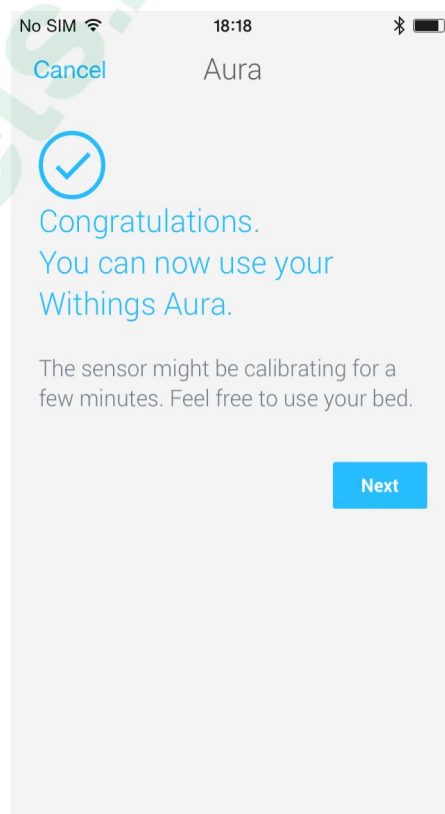 No SIM 18:18
Cancel Aura
Congratulations.
You can now use your
Withings Aura.
The sensor might be calibrating for a
few minutes. Feel free to use your bed.
Next